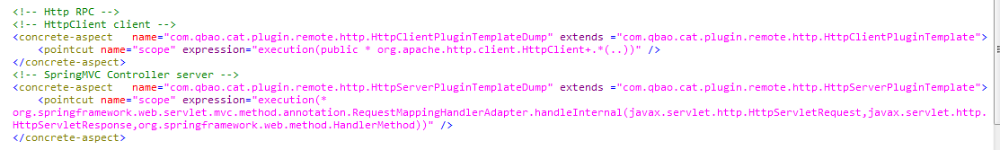 <!-- Http RPC -->
<!-- HttpClient client -->
<concrete-aspect   name="com.qbao.cat.plugin.remote.http.HttpClientPluginTemplateDump" extends ="com.qbao.cat.plugin.remote.http.HttpClientPluginTemplate">
    <pointcut name="scope" expression="execution(public * org.apache.http.client.HttpClient+.*(..))" />
</concrete-aspect>
<!-- SpringMVC Controller server -->
<concrete-aspect   name="com.qbao.cat.plugin.remote.http.HttpServerPluginTemplateDump" extends ="com.qbao.cat.plugin.remote.http.HttpServerPluginTemplate">
    <pointcut name="scope" expression="execution(*
org.springframework.web.servlet.mvc.method.annotation.RequestMappingHandlerAdapter.handleInternal(javax.servlet.http.HttpServletRequest,javax.servlet.http.
HttpServletResponse,org.springframework.web.method.HandlerMethod))" />
</concrete-aspect>